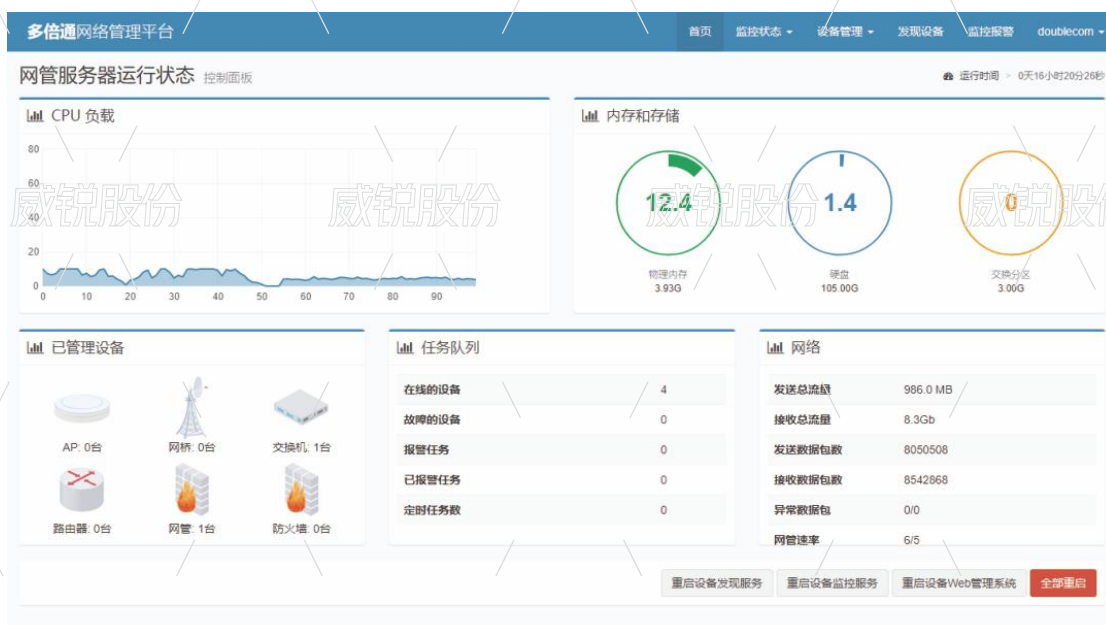 多倍通网络管理平台 首页 监控状态 设备管理 发现设备 监控报警 doublecom
网管服务器运行状态 控制面板 运行时间 > 0天16小时20分26秒
CPU 负载 内存和存储
80
60
40
20
0
0 10 20 30 40 50 60 70 80 90
12.4 1.4 0
物理内存 硬盘 交换分区
3.93G 105.00G 3.00G
威锐股份 威锐股份 威锐股份 威锐股份
已管理设备 任务队列 网络
AP: 0台 网桥: 0台 交换机: 1台
路由器: 0台 网管: 1台 防火墙: 0台
在线的设备 4
故障的设备 0
报警任务 0
已报警任务 0
定时任务数 0
发送总流量 986.0 MB
接收总流量 8.3Gb
发送数据包数 8050508
接收数据包数 8542868
异常数据包 0/0
网管速率 6/5
重启设备发现服务 重启设备监控服务 重启设备Web管理系统 全部重启